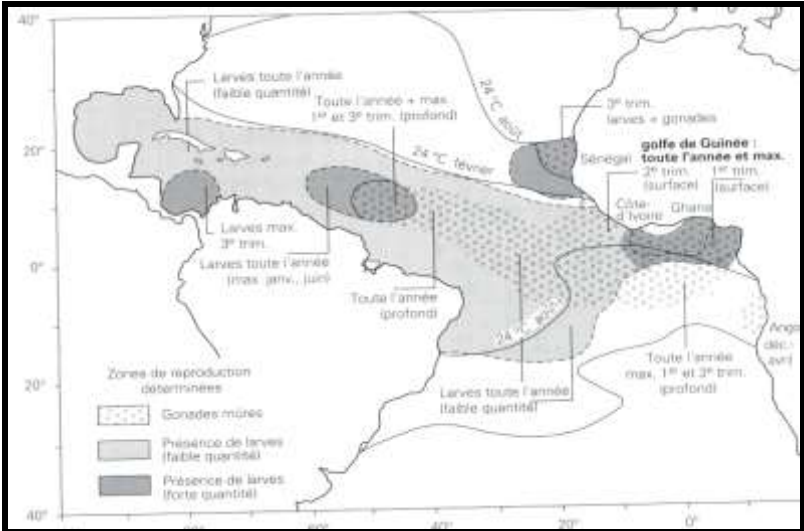 40°
20°
0°
20°
40°
Larves toute l'année
(faible quantité)
Toute l'année + max.
1er et 3e trim. (profond)
24 °C août
24 °C février
3e trim.
larves + gonades
Sénégal
golfe de Guinée :
toute l'année et max.
3e trim.
(surface)
1er trim.
(surface)
Côte-
d'Ivoire
Ghana
Larves max.
3e trim.
Larves toute l'année
(max. janv., juin)
Toute l'année
(profond)
24 °C août
Larves toute l'année
(faible quantité)
Toute l'année
max. 1er et 3e trim.
(profond)
déc.-
avril
Zones de reproduction
déterminées
Gonades mûres
Présence de larves
(faible quantité)
Présence de larves
(forte quantité)
40°
20°
0°